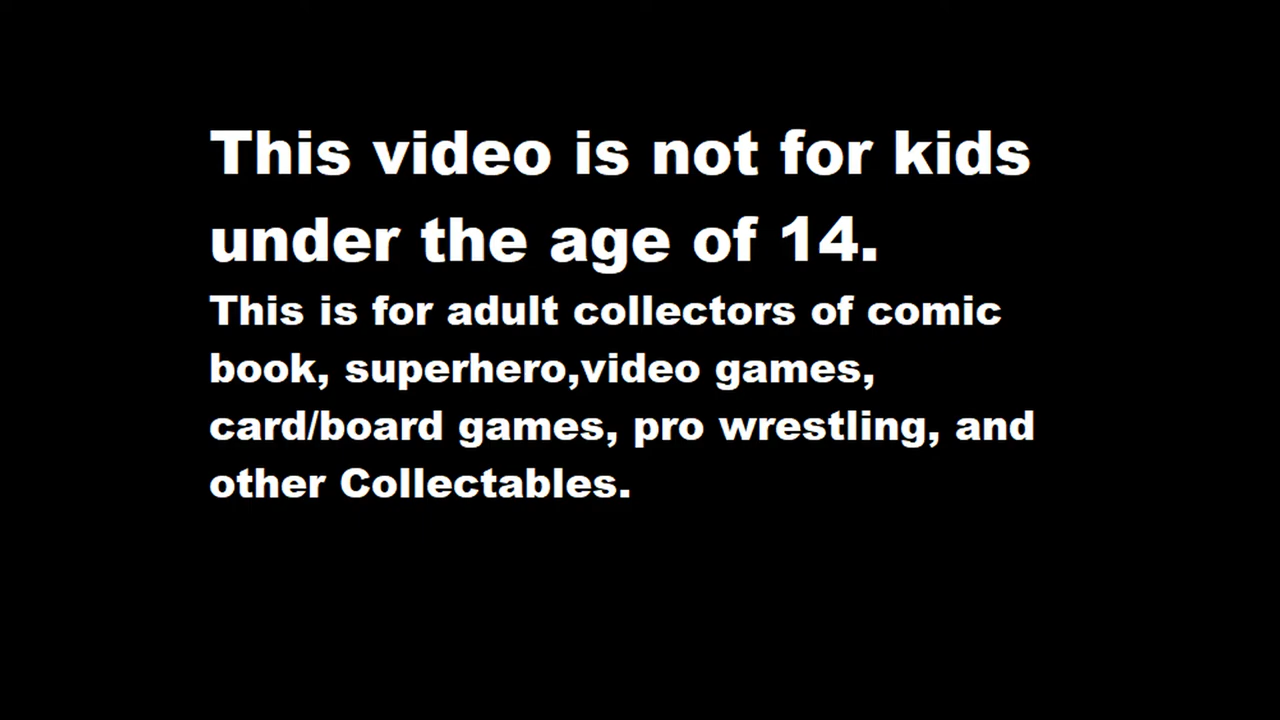 This video is not for kids
under the age of 14.
This is for adult collectors of comic
book, superhero,video games,
card/board games, pro wrestling, and
other Collectables.